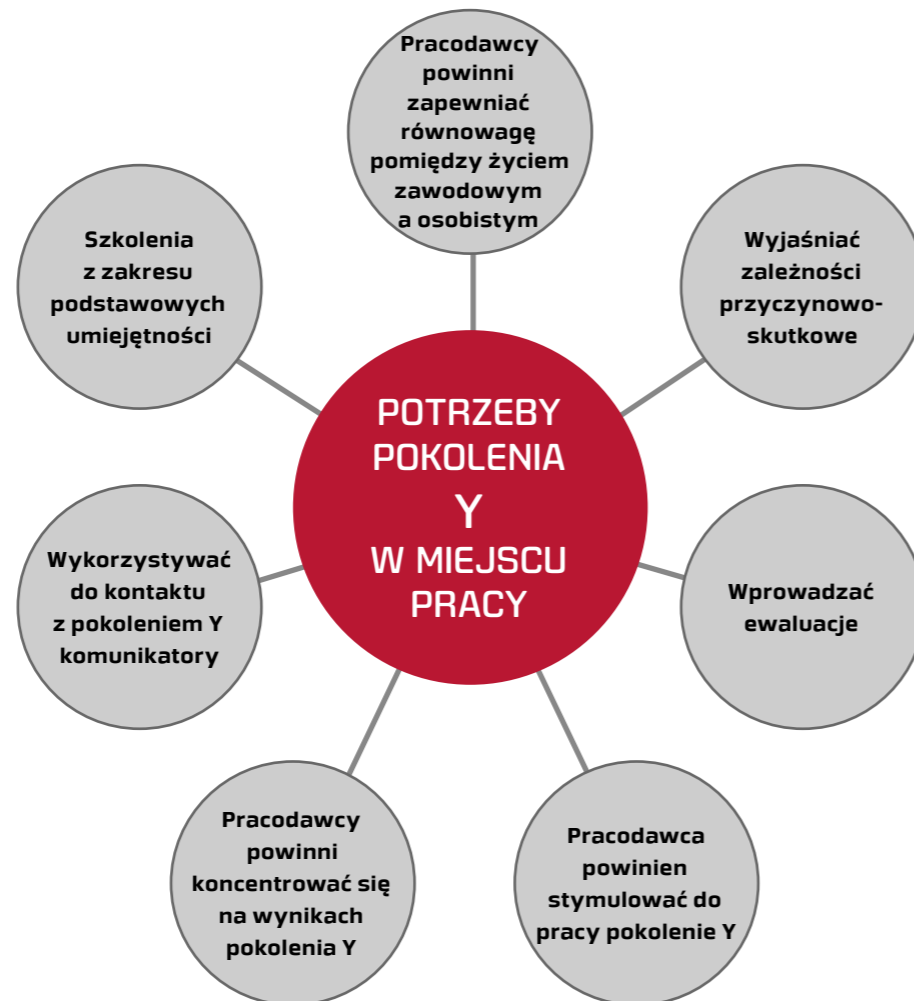 Pracodawcy
powinni
zapewniać
równowagę
pomiędzy życiem
zawodowym
a osobistym
Szkolenia
z zakresu
podstawowych
umiejętności
Wyjaśniać
zależności
przyczynowo-
skutkowe
POTRZEBY
POKOLENIA
Y
W MIEJSCU
PRACY
Wykorzystywać
do kontaktu
z pokoleniem Y
komunikatory
Wprowadzać
ewaluacje
Pracodawcy
powinni
koncentrować się
na wynikach
pokolenia Y
Pracodawca
powinien
stymulować do
pracy pokolenie Y